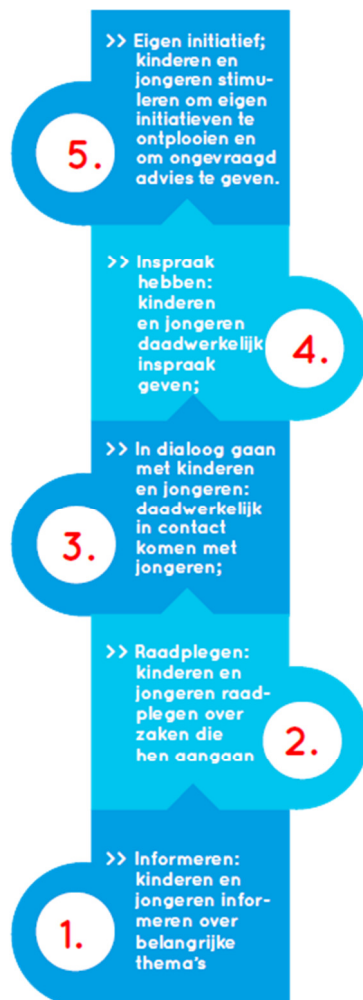 >> Eigen initiatief;
kinderen en
jongeren stimu-
leren om eigen
initiatieven te
ontplooien en
om ongevraagd
advies te geven.
5.
>> Inspraak
hebben:
kinderen
en jongeren
daadwerkelijk
inspraak
geven;
4.
>> In dialoog gaan
met kinderen
en jongeren:
daadwerkelijk
in contact
komen met
jongeren;
3.
>> Raadplegen:
kinderen en
jongeren raad-
plegen over
zaken die
hen aangaan
2.
>> Informeren:
kinderen en
jongeren infor-
meren over
belangrijke
thema's
1.